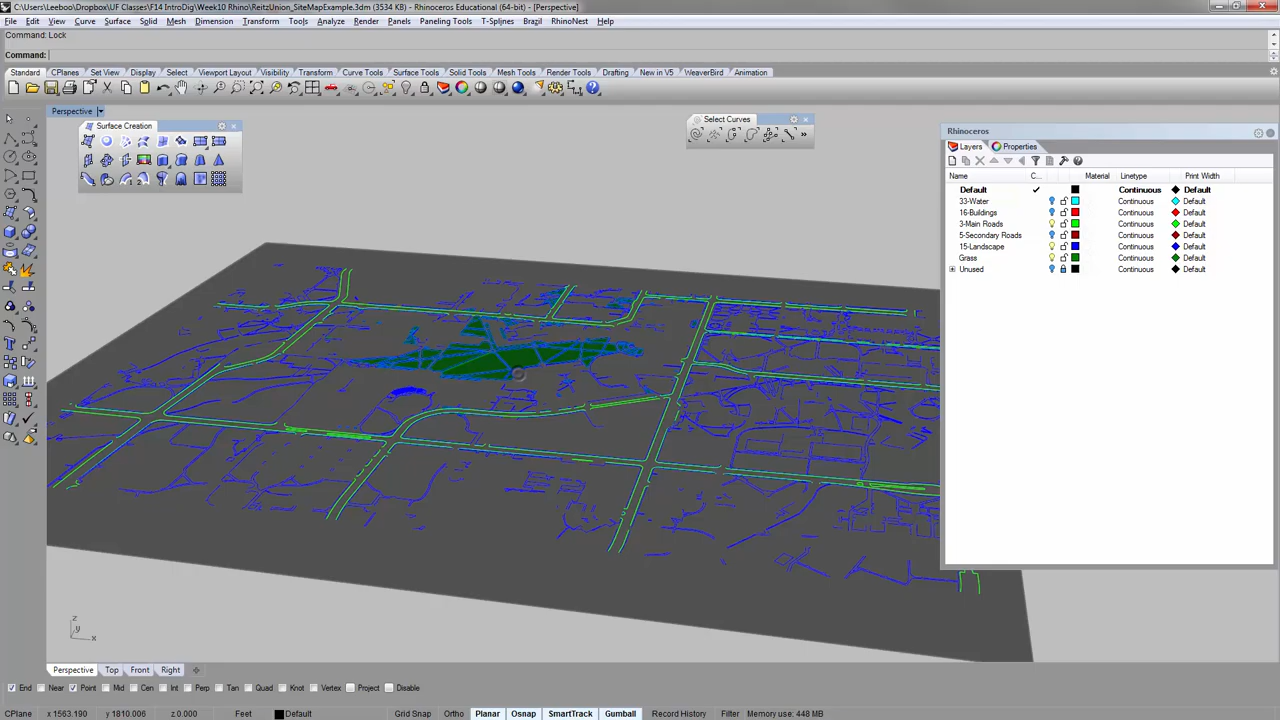 C:\Users\Leeboo\Dropbox\UF Classes\F14 IntroDig\Week10 Rhino\ReitzUnion_SiteMapExample.3dm (3534 KB) - Rhinoceros Educational (64-bit) - [Perspective]
File Edit View Curve Surface Solid Mesh Dimension Transform Tools Analyze Render Panels Paneling Tools T-Splines Brazil RhinoNest Help
Command: Lock
Command:
Standard CPlanes Set View Display Select Viewport Layout Visibility Transform Curve Tools Surface Tools Solid Tools Mesh Tools Render Tools Drafting New in V5 WeaverBird Animation
Perspective
Surface Creation
Select Curves
Rhinoceros
Layers Properties
Name C... Material Linetype Print Width
Default Continuous Default
33-Water Continuous Default
16-Buildings Continuous Default
3-Main Roads Continuous Default
5-Secondary Roads Continuous Default
15-Landscape Continuous Default
Grass Continuous Default
Unused Continuous Default
z
y
x
Perspective Top Front Right
End Near Point Mid Cen Int Perp Tan Quad Knot Vertex Project Disable
CPlane x 1563.190 y 1810.006 z 0.000 Feet Default Grid Snap Ortho Planar Osnap SmartTrack Gumball Record History Filter Memory use: 448 MB